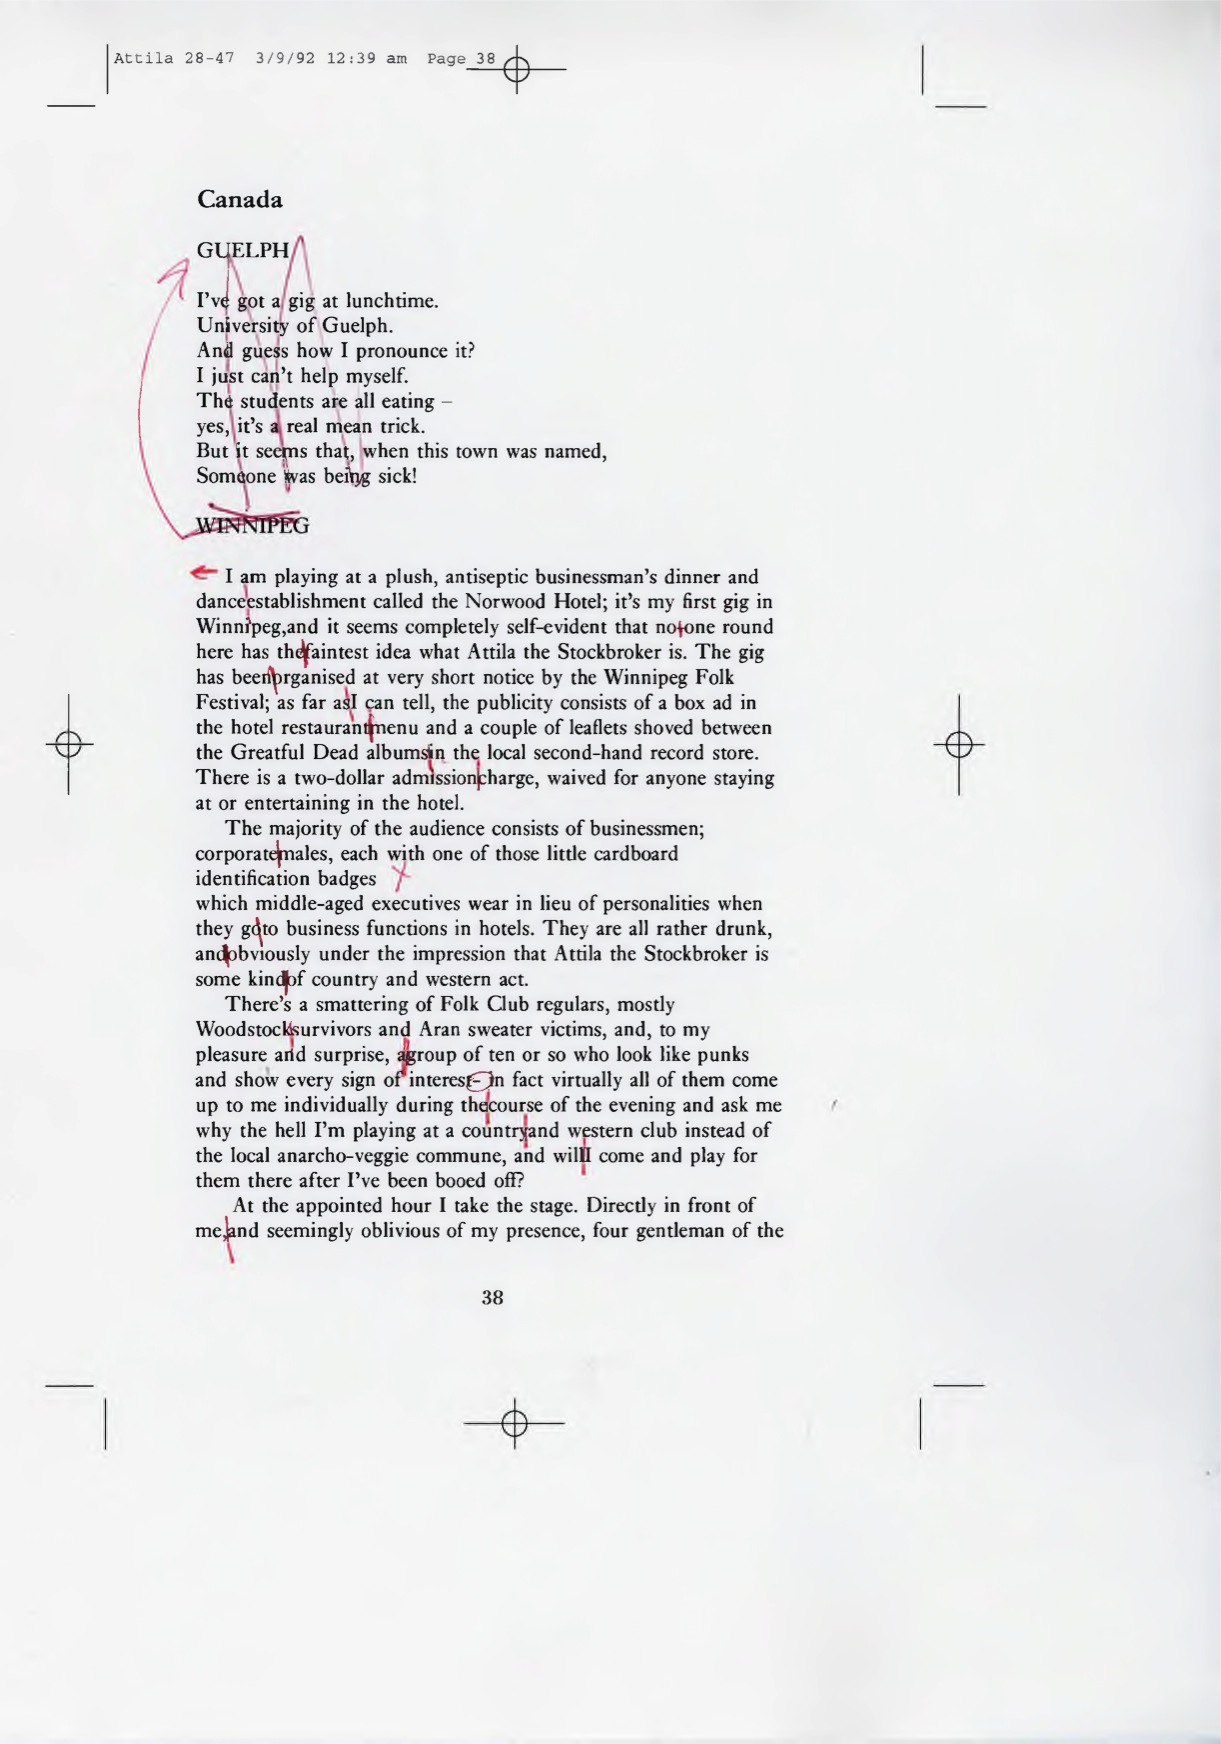 Attila 28-47 3/9/92 12:39 am Page 38
Canada
GUELPH
I've got a gig at lunchtime.
University of Guelph.
And guess how I pronounce it?
I just can't help myself.
The students are all eating –
yes, it's a real mean trick.
But it seems that, when this town was named,
Someone was being sick!
WINNIPEG
I am playing at a plush, antiseptic businessman's dinner and
danceestablishment called the Norwood Hotel; it's my first gig in
Winnipeg,and it seems completely self-evident that no-one round
here has thefaintest idea what Attila the Stockbroker is. The gig
has beenorganised at very short notice by the Winnipeg Folk
Festival; as far asI can tell, the publicity consists of a box ad in
the hotel restaurantmenu and a couple of leaflets shoved between
the Greatful Dead albumsin the local second-hand record store.
There is a two-dollar admissioncharge, waived for anyone staying
at or entertaining in the hotel.
The majority of the audience consists of businessmen;
corporatemales, each with one of those little cardboard
identification badges
which middle-aged executives wear in lieu of personalities when
they goto business functions in hotels. They are all rather drunk,
andobviously under the impression that Attila the Stockbroker is
some kindof country and western act.
There's a smattering of Folk Club regulars, mostly
Woodstocksurvivors and Aran sweater victims, and, to my
pleasure and surprise, agroup of ten or so who look like punks
and show every sign of interest- in fact virtually all of them come
up to me individually during thecourse of the evening and ask me
why the hell I'm playing at a countryand western club instead of
the local anarcho-veggie commune, and willI come and play for
them there after I've been booed off?
At the appointed hour I take the stage. Directly in front of
me,and seemingly oblivious of my presence, four gentleman of the
38